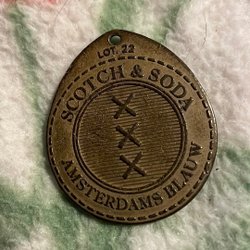 LOT. 22
SCOTCH & SODA
AMSTERDAMS BLAUW